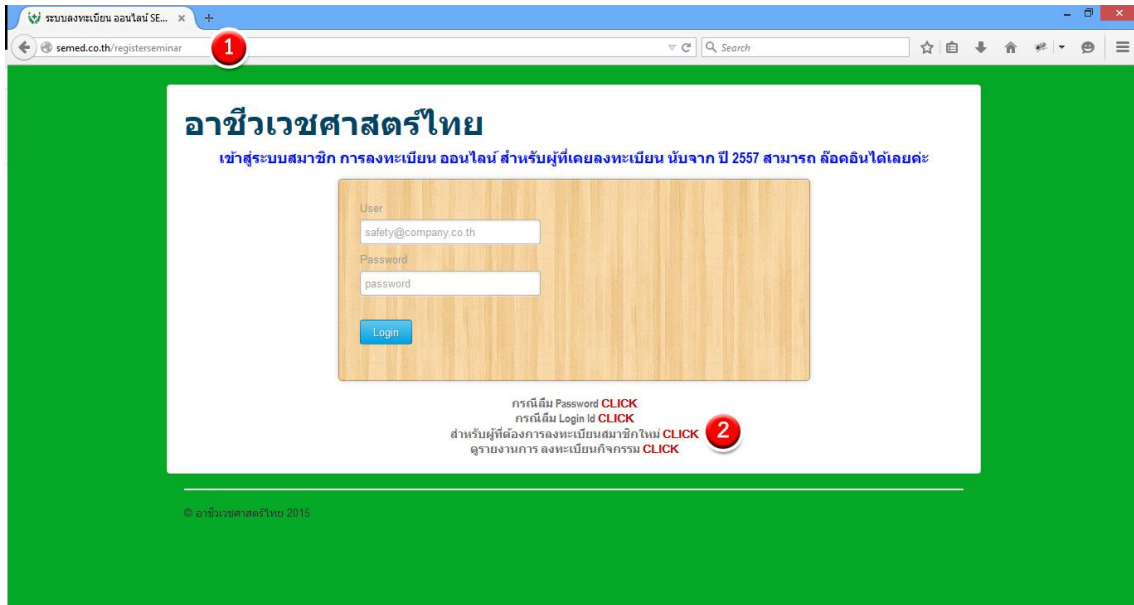 ระบบลงทะเบียน ออนไลน์ SE...
semed.co.th/registerseminar
1
Search
อาชีวเวชศาสตร์ไทย
เข้าสู่ระบบสมาชิก การลงทะเบียน ออนไลน์ สำหรับผู้ที่เคยลงทะเบียน นับจาก ปี 2557 สามารถ ล๊อคอินได้เลยค่ะ
User
safety@company.co.th
Password
password
Login
กรณีลืม Password CLICK
กรณีลืม Login Id CLICK
สำหรับผู้ที่ต้องการลงทะเบียนสมาชิกใหม่ CLICK
2
ดูรายงานการ ลงทะเบียนกิจกรรม CLICK
© อาชีวเวชศาสตร์ไทย 2015